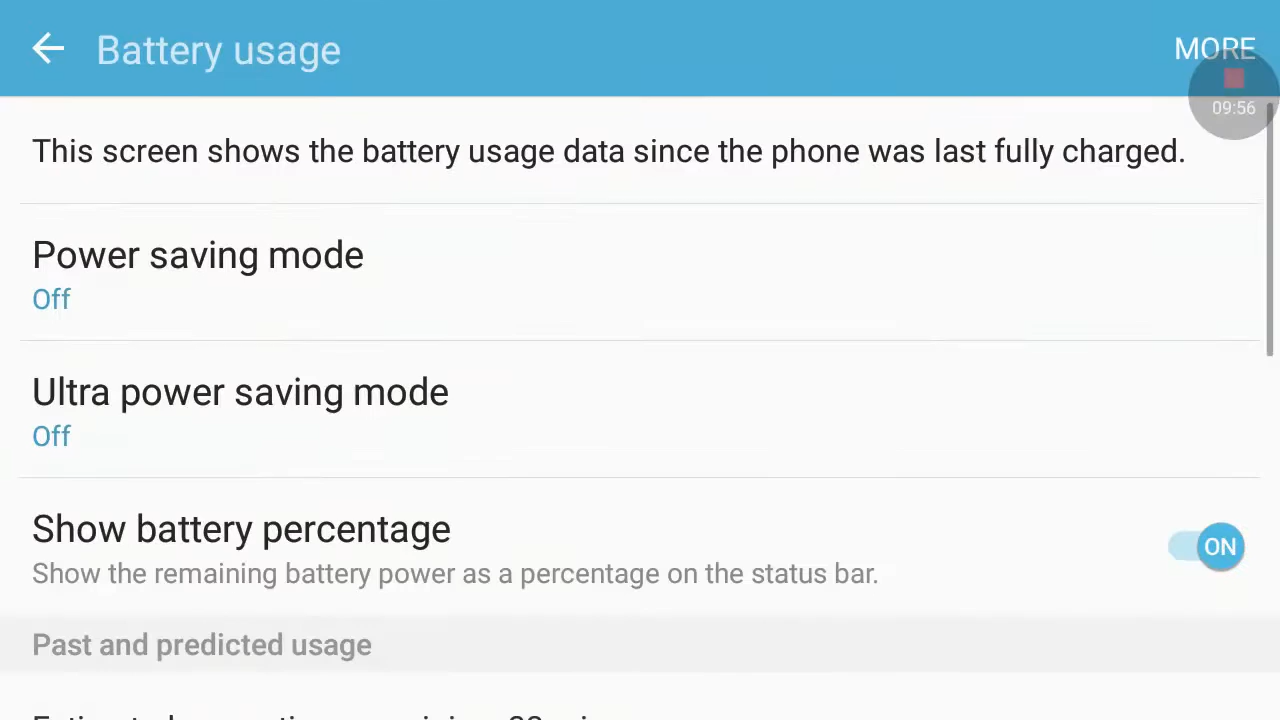 Battery usage
MORE
09:56
This screen shows the battery usage data since the phone was last fully charged.
Power saving mode
Off
Ultra power saving mode
Off
Show battery percentage
ON
Show the remaining battery power as a percentage on the status bar.
Past and predicted usage